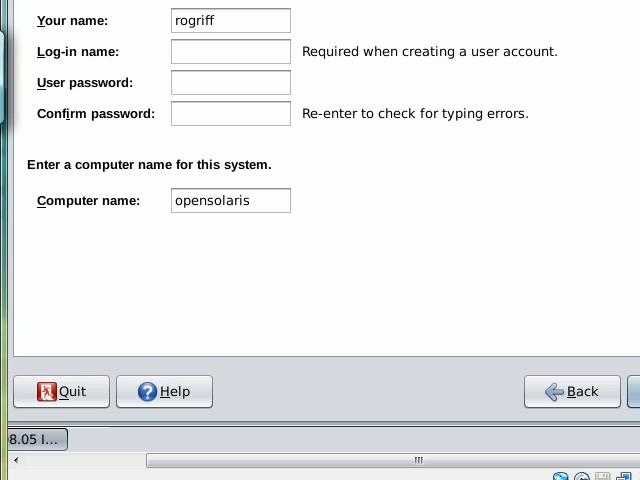 Your name: rogriff
Log-in name: Required when creating a user account.
User password:
Confirm password: Re-enter to check for typing errors.
Enter a computer name for this system.
Computer name: opensolaris
Quit Help Back
8.05 I...